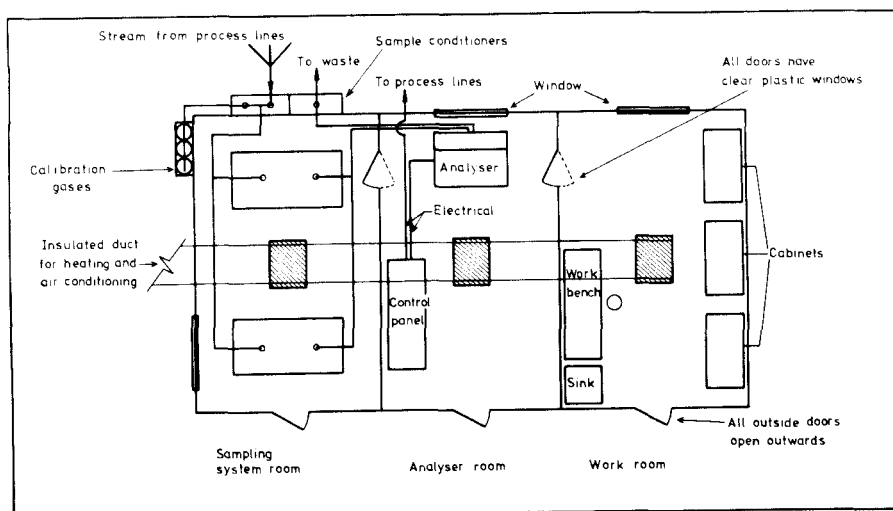 Stream from process lines
Sample conditioners
To waste
To process lines
Window
All doors have
clear plastic windows
Calibration
gases
Analyser
Electrical
Insulated duct
for heating and
air conditioning
Control
panel
Work
bench
Cabinets
Sink
All outside doors
open outwards
Sampling
system room
Analyser room
Work room